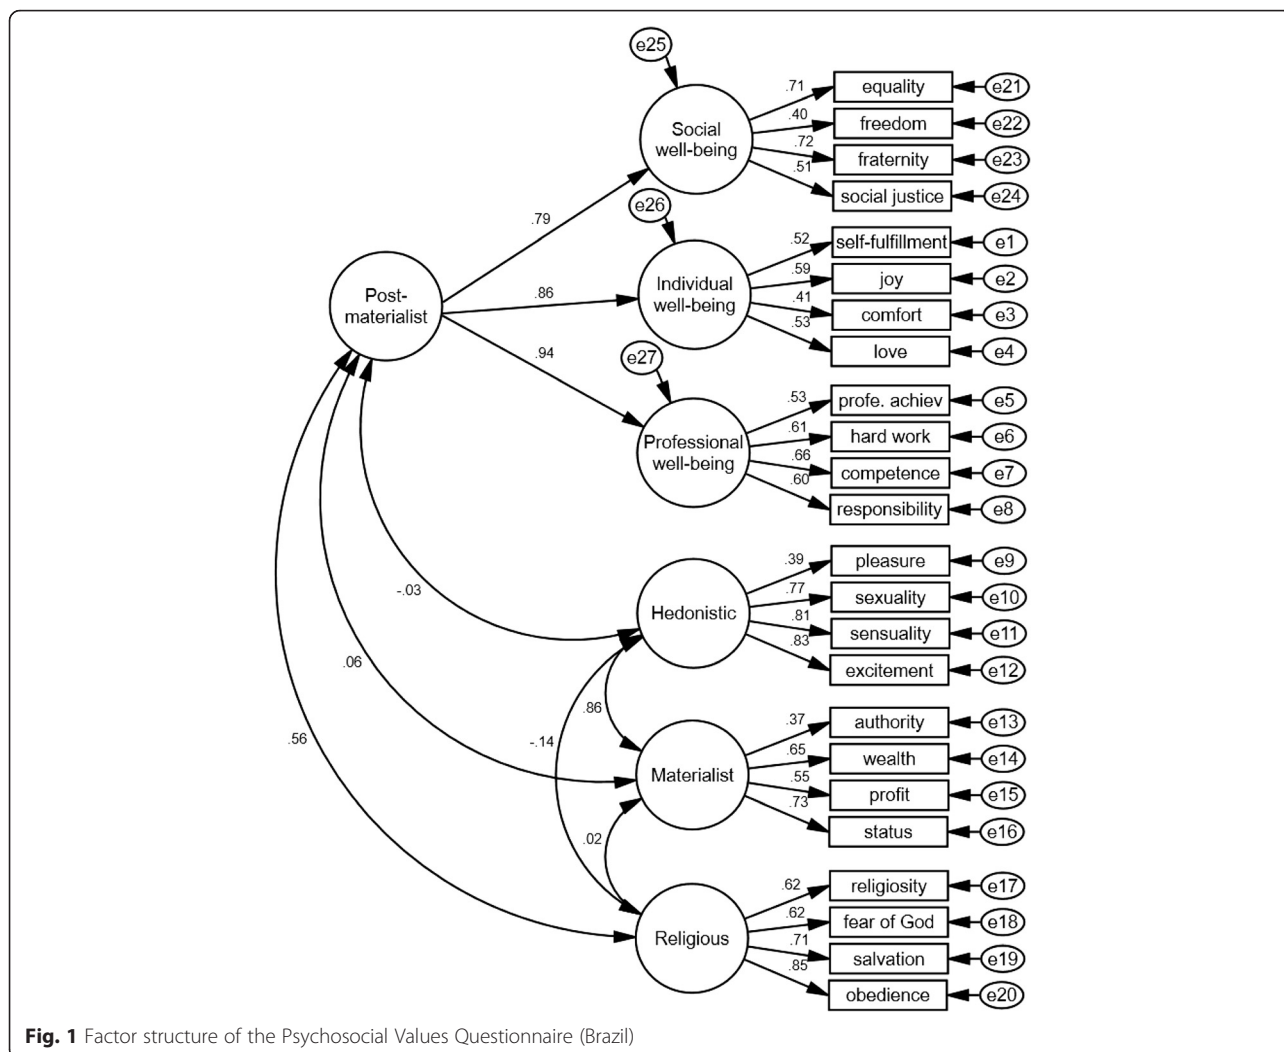 e25
Social
well-being
.71
equality
e21
.40
freedom
e22
.72
fraternity
e23
.51
social justice
e24
.79
e26
Individual
well-being
.52
self-fulfillment
e1
.59
joy
e2
.41
comfort
e3
.53
love
e4
Post-
materialist
.86
.94
e27
Professional
well-being
.53
profe. achiev
e5
.61
hard work
e6
.66
competence
e7
.60
responsibility
e8
-.03
Hedonistic
.39
pleasure
e9
.77
sexuality
e10
.81
sensuality
e11
.83
excitement
e12
.06
.86
.56
-.14
Materialist
.37
authority
e13
.65
wealth
e14
.55
profit
e15
.73
status
e16
.02
Religious
.62
religiosity
e17
.62
fear of God
e18
.71
salvation
e19
.85
obedience
e20
Fig. 1 Factor structure of the Psychosocial Values Questionnaire (Brazil)